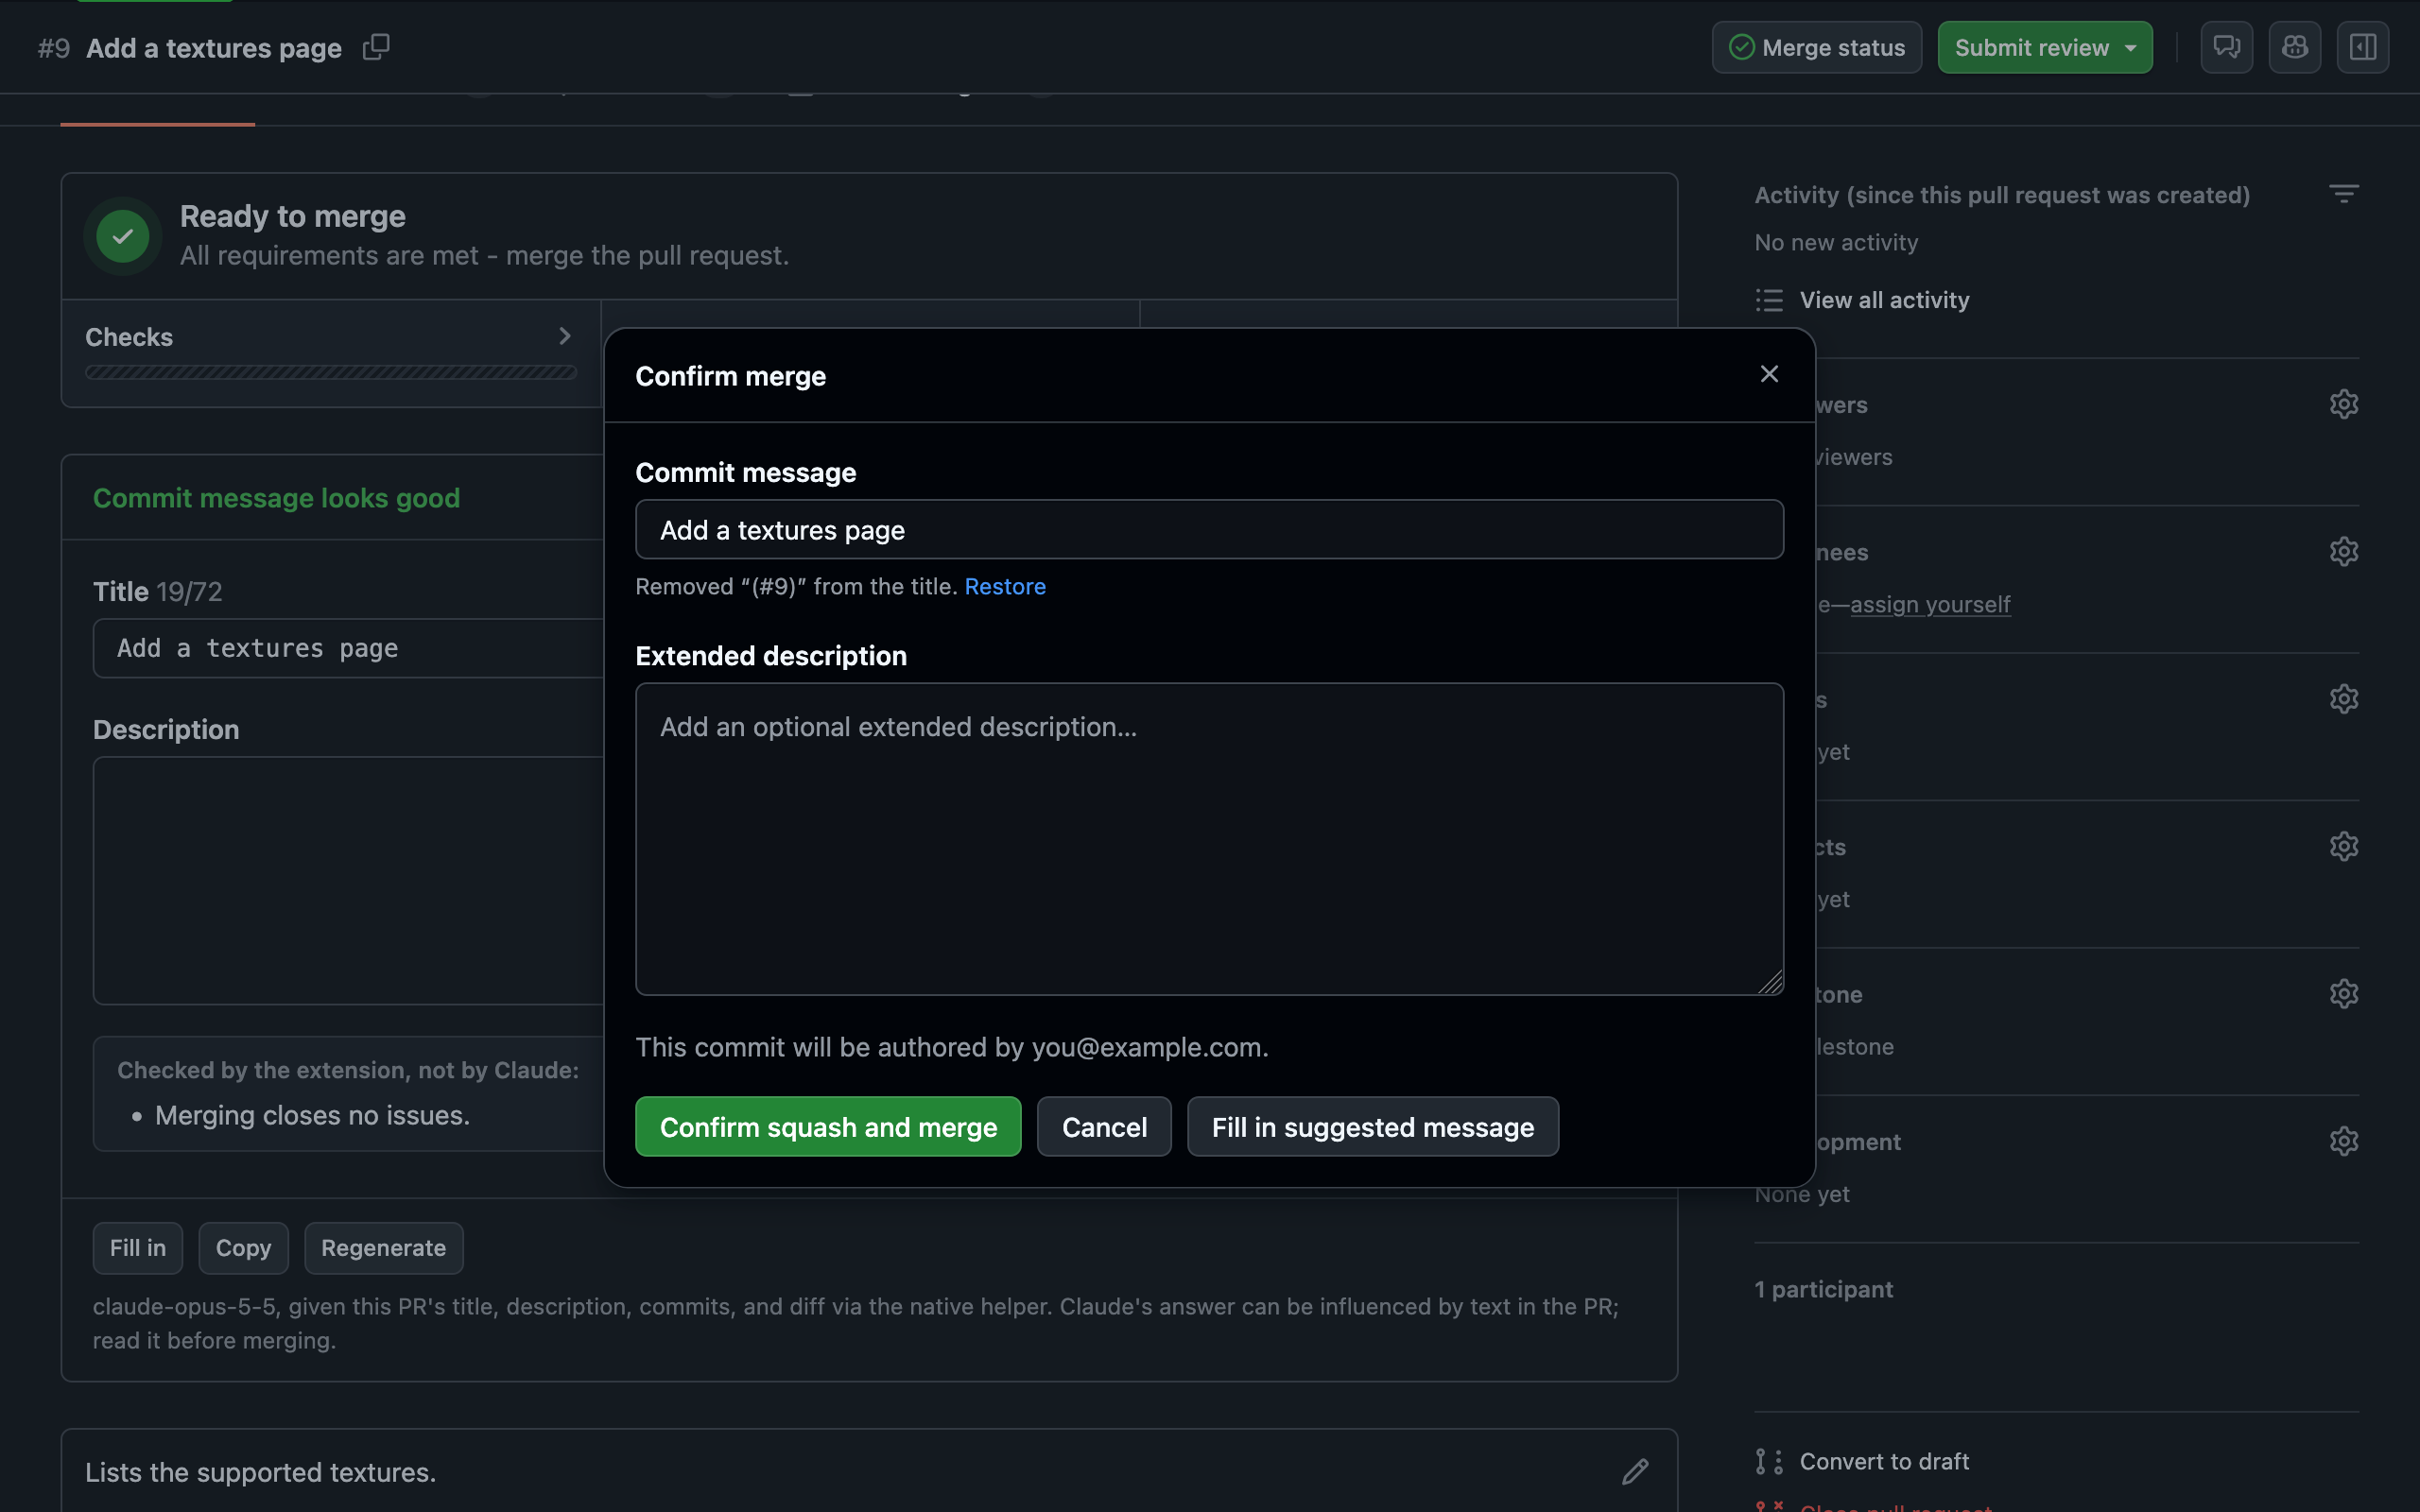 #9 Add a textures page
Merge status
Submit review
Ready to merge
All requirements are met - merge the pull request.
Checks
Commit message looks good
Title 19/72
Add a textures page
Description
Checked by the extension, not by Claude:
• Merging closes no issues.
Fill in
Copy
Regenerate
claude-opus-5-5, given this PR's title, description, commits, and diff via the native helper. Claude's answer can be influenced by text in the PR;
read it before merging.
Lists the supported textures.
Confirm merge
Commit message
Add a textures page
Removed “(#9)” from the title. Restore
Extended description
Add an optional extended description...
This commit will be authored by you@example.com.
Confirm squash and merge
Cancel
Fill in suggested message
Activity (since this pull request was created)
No new activity
View all activity
wers
viewers
nees
e—assign yourself
s
yet
cts
yet
tone
lestone
opment
None yet
1 participant
Convert to draft